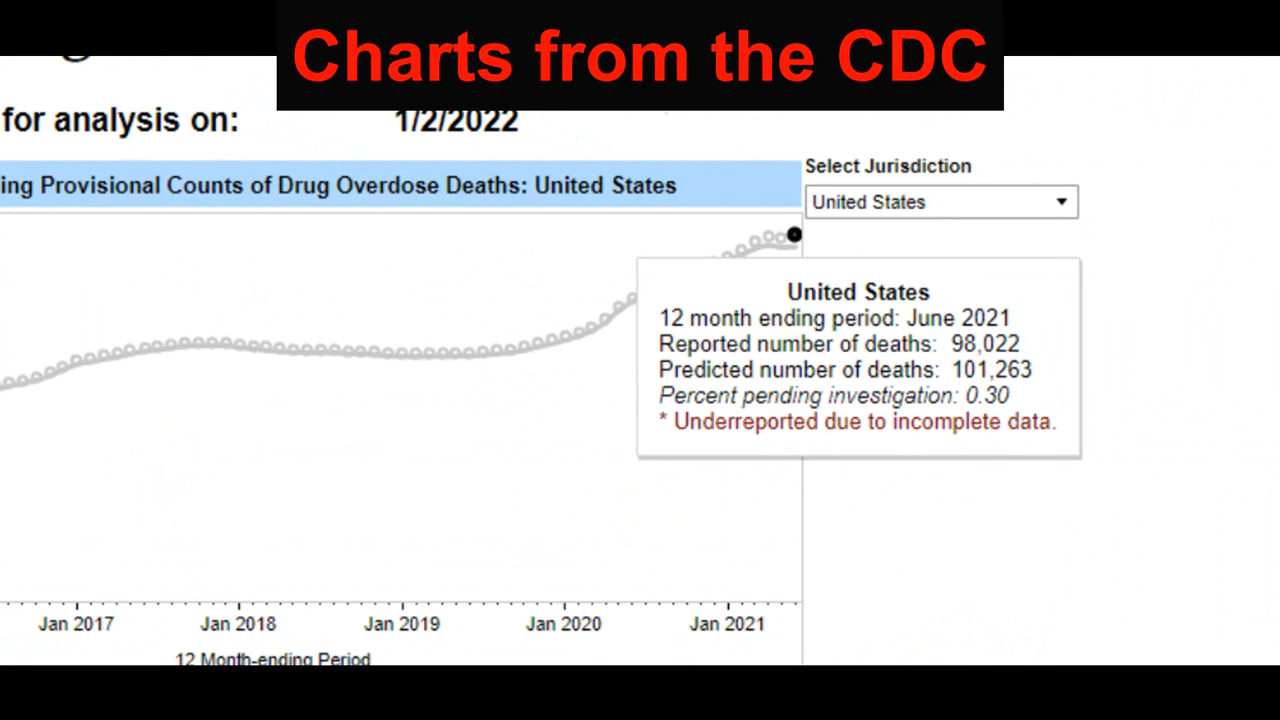 Charts from the CDC
for analysis on: 1/2/2022
ing Provisional Counts of Drug Overdose Deaths: United States
Select Jurisdiction
United States
United States
12 month ending period: June 2021
Reported number of deaths: 98,022
Predicted number of deaths: 101,263
Percent pending investigation: 0.30
* Underreported due to incomplete data.
Jan 2017 Jan 2018 Jan 2019 Jan 2020 Jan 2021
12 Month-ending Period